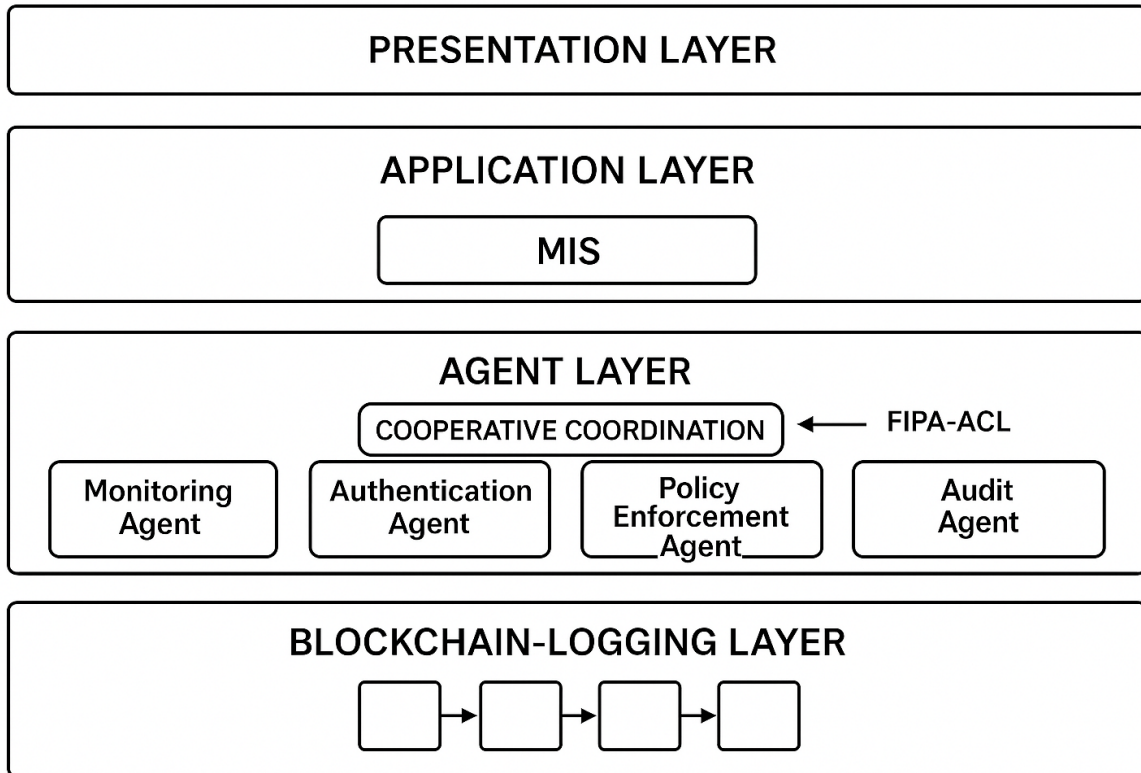 PRESENTATION LAYER
APPLICATION LAYER
MIS
AGENT LAYER
COOPERATIVE COORDINATION
FIPA-ACL
Monitoring
Agent
Authentication
Agent
Policy
Enforcement
Agent
Audit
Agent
BLOCKCHAIN-LOGGING LAYER